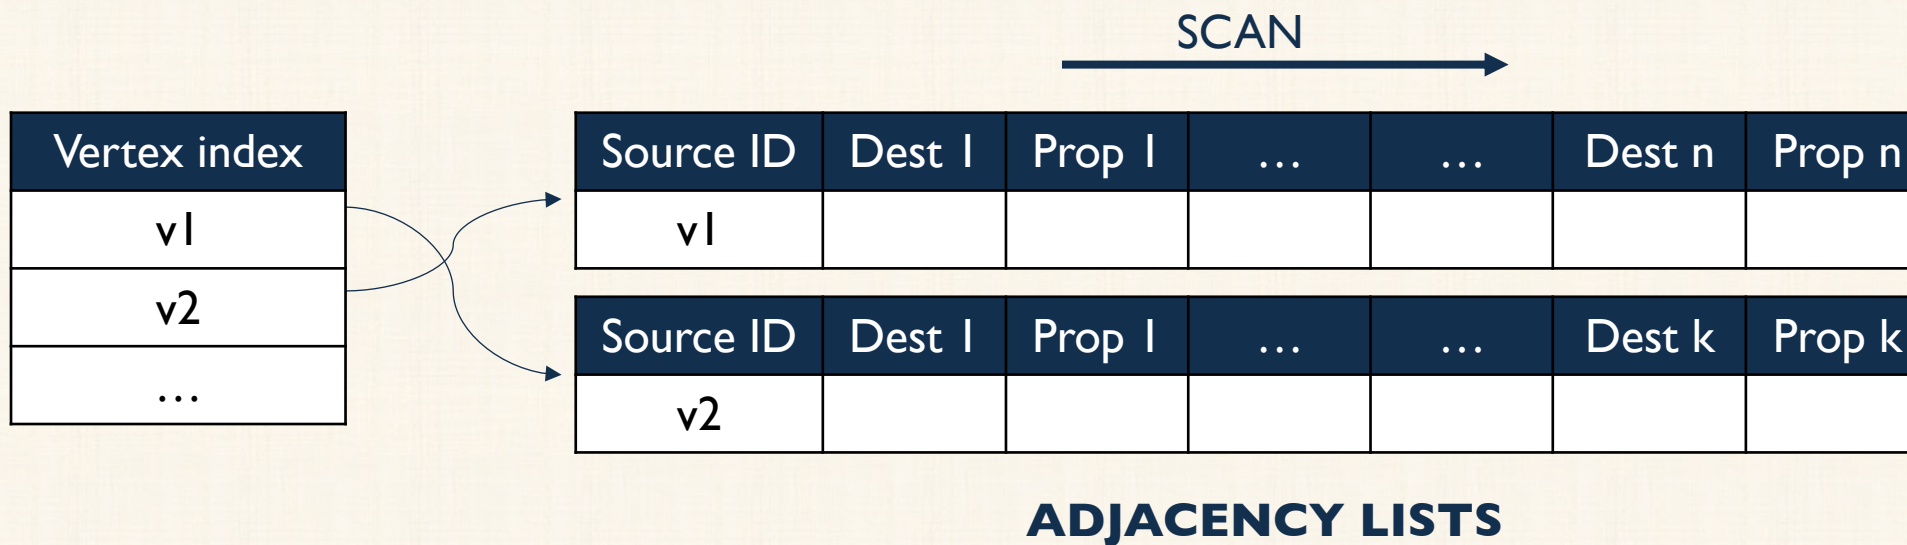 SCAN
Vertex index
v1
v2
…
Source ID Dest 1 Prop 1 … … Dest n Prop n
v1
Source ID Dest 1 Prop 1 … … Dest k Prop k
v2
ADJACENCY LISTS